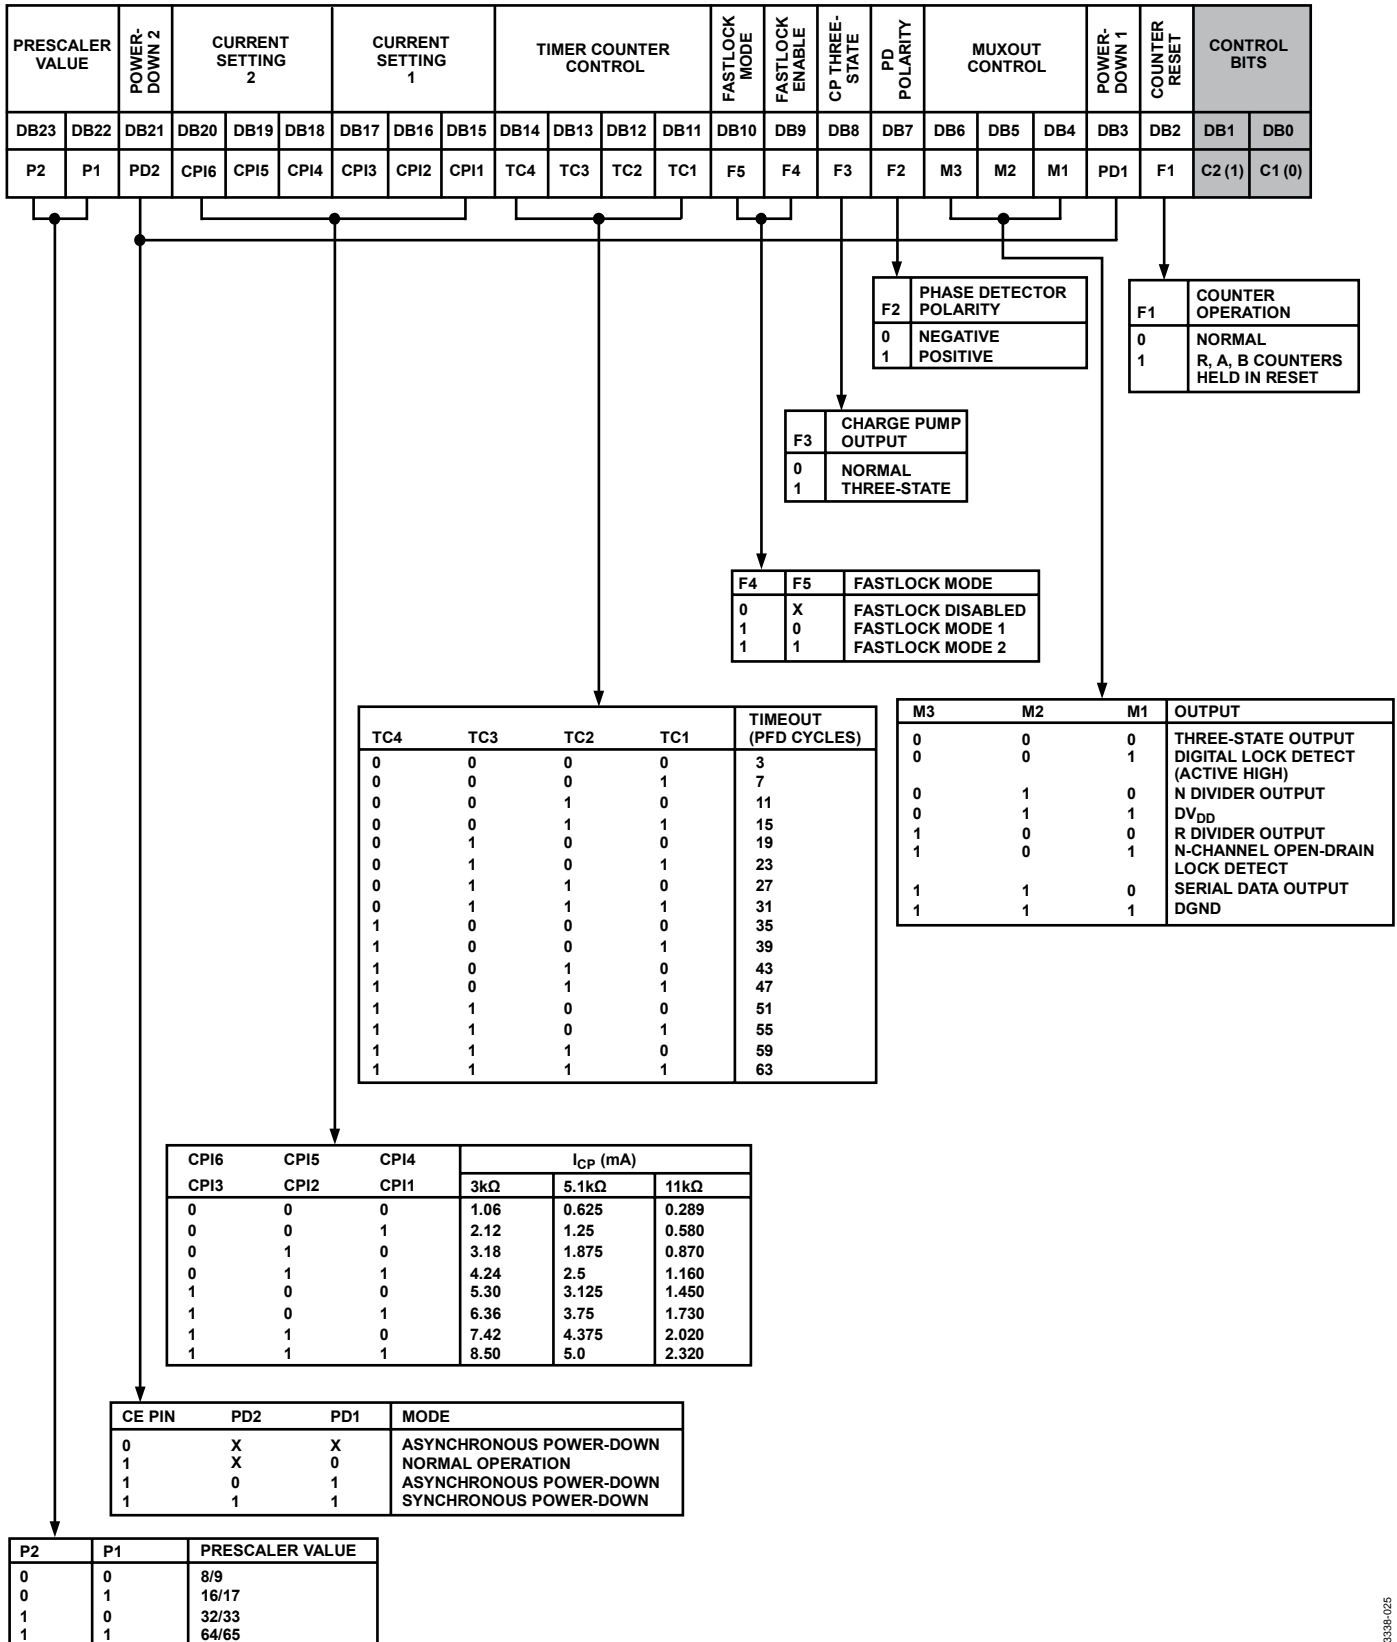 PRESCALER
VALUE
POWER-
DOWN 2
CURRENT
SETTING
2
CURRENT
SETTING
1
TIMER COUNTER
CONTROL
FASTLOCK
MODE
FASTLOCK
ENABLE
CP THREE-
STATE
PD
POLARITY
MUXOUT
CONTROL
POWER-
DOWN 1
COUNTER
RESET
CONTROL
BITS
DB23 DB22 DB21 DB20 DB19 DB18 DB17 DB16 DB15 DB14 DB13 DB12 DB11 DB10 DB9 DB8 DB7 DB6 DB5 DB4 DB3 DB2 DB1 DB0
P2 P1 PD2 CPI6 CPI5 CPI4 CPI3 CPI2 CPI1 TC4 TC3 TC2 TC1 F5 F4 F3 F2 M3 M2 M1 PD1 F1 C2 (1) C1 (0)
F2 PHASE DETECTOR
POLARITY
0 NEGATIVE
1 POSITIVE
F1 COUNTER
OPERATION
0 NORMAL
1 R, A, B COUNTERS
HELD IN RESET
F3 CHARGE PUMP
OUTPUT
0 NORMAL
1 THREE-STATE
F4 F5 FASTLOCK MODE
0 X FASTLOCK DISABLED
1 0 FASTLOCK MODE 1
1 1 FASTLOCK MODE 2
TC4 TC3 TC2 TC1 TIMEOUT
(PFD CYCLES)
0 0 0 0 3
0 0 0 1 7
0 0 1 0 11
0 0 1 1 15
0 1 0 0 19
0 1 0 1 23
0 1 1 0 27
0 1 1 1 31
1 0 0 0 35
1 0 0 1 39
1 0 1 0 43
1 0 1 1 47
1 1 0 0 51
1 1 0 1 55
1 1 1 0 59
1 1 1 1 63
M3 M2 M1 OUTPUT
0 0 0 THREE-STATE OUTPUT
0 0 1 DIGITAL LOCK DETECT
(ACTIVE HIGH)
0 1 0 N DIVIDER OUTPUT
0 1 1 DVDD
1 0 0 R DIVIDER OUTPUT
1 0 1 N-CHANNEL OPEN-DRAIN
LOCK DETECT
1 1 0 SERIAL DATA OUTPUT
1 1 1 DGND
CPI6 CPI5 CPI4 ICP (mA)
CPI3 CPI2 CPI1 3kΩ 5.1kΩ 11kΩ
0 0 0 1.06 0.625 0.289
0 0 1 2.12 1.25 0.580
0 1 0 3.18 1.875 0.870
0 1 1 4.24 2.5 1.160
1 0 0 5.30 3.125 1.450
1 0 1 6.36 3.75 1.730
1 1 0 7.42 4.375 2.020
1 1 1 8.50 5.0 2.320
CE PIN PD2 PD1 MODE
0 X X ASYNCHRONOUS POWER-DOWN
1 X 0 NORMAL OPERATION
1 0 1 ASYNCHRONOUS POWER-DOWN
1 1 1 SYNCHRONOUS POWER-DOWN
P2 P1 PRESCALER VALUE
0 0 8/9
0 1 16/17
1 0 32/33
1 1 64/65
3338-025